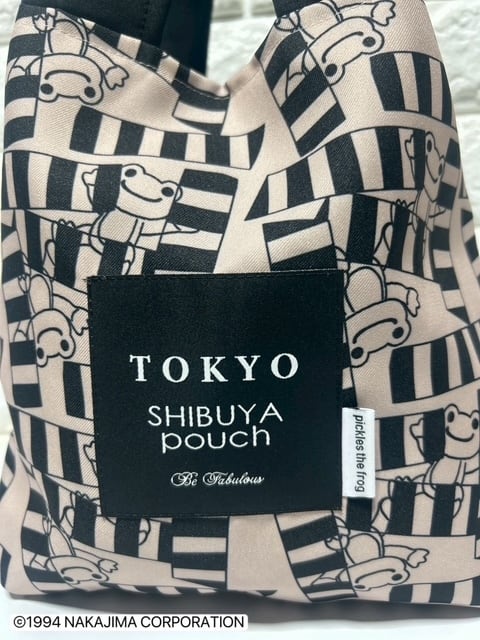 TOKYO
SHIBUYA
pouch
Be Fabulous
pickles the frog
©1994 NAKAJIMA CORPORATION